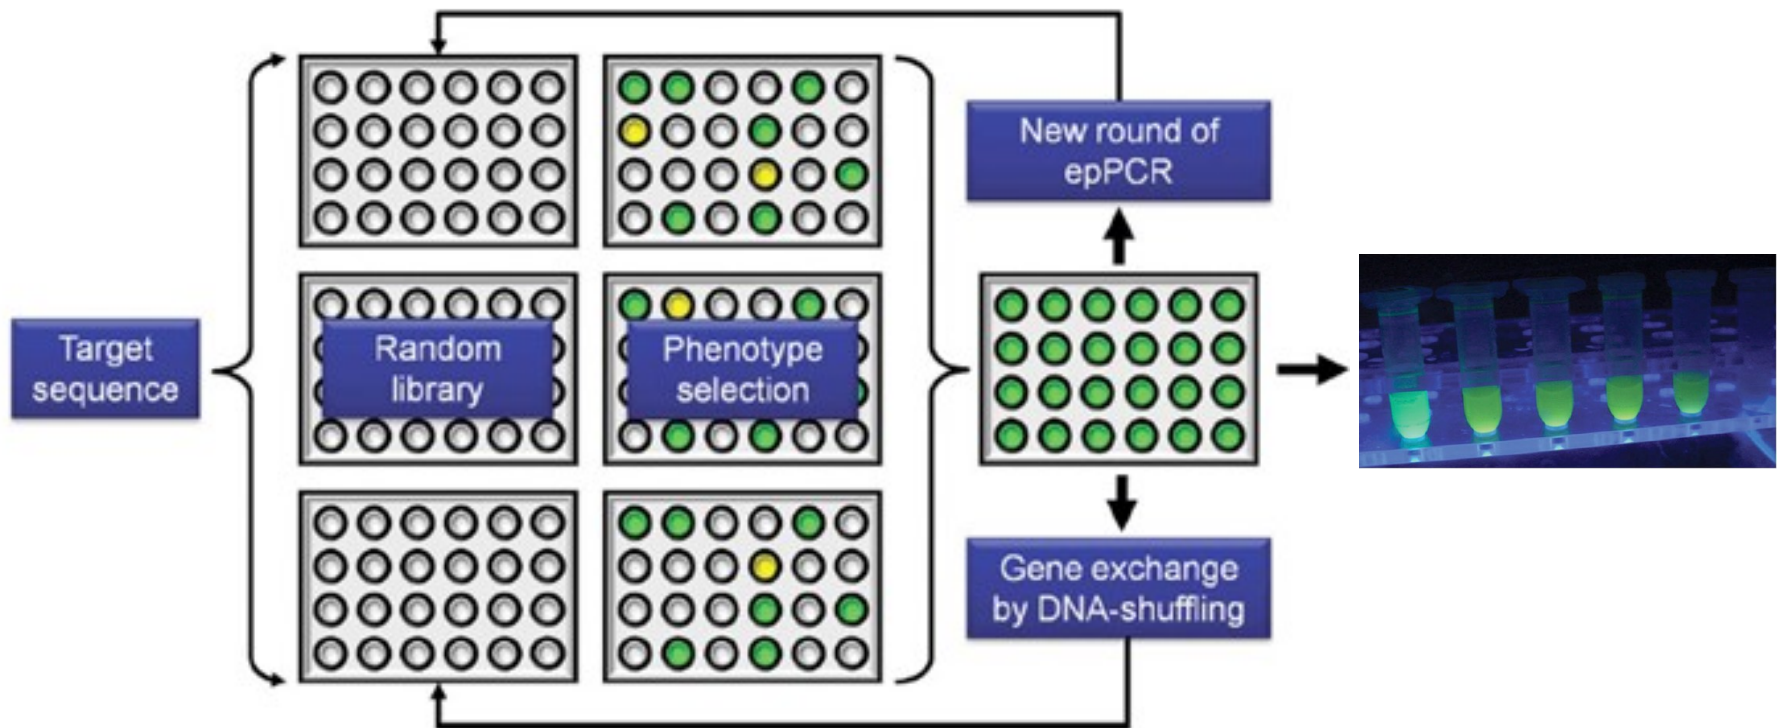 Target
sequence
Random
library
Phenotype
selection
New round of
epPCR
Gene exchange
by DNA-shuffling